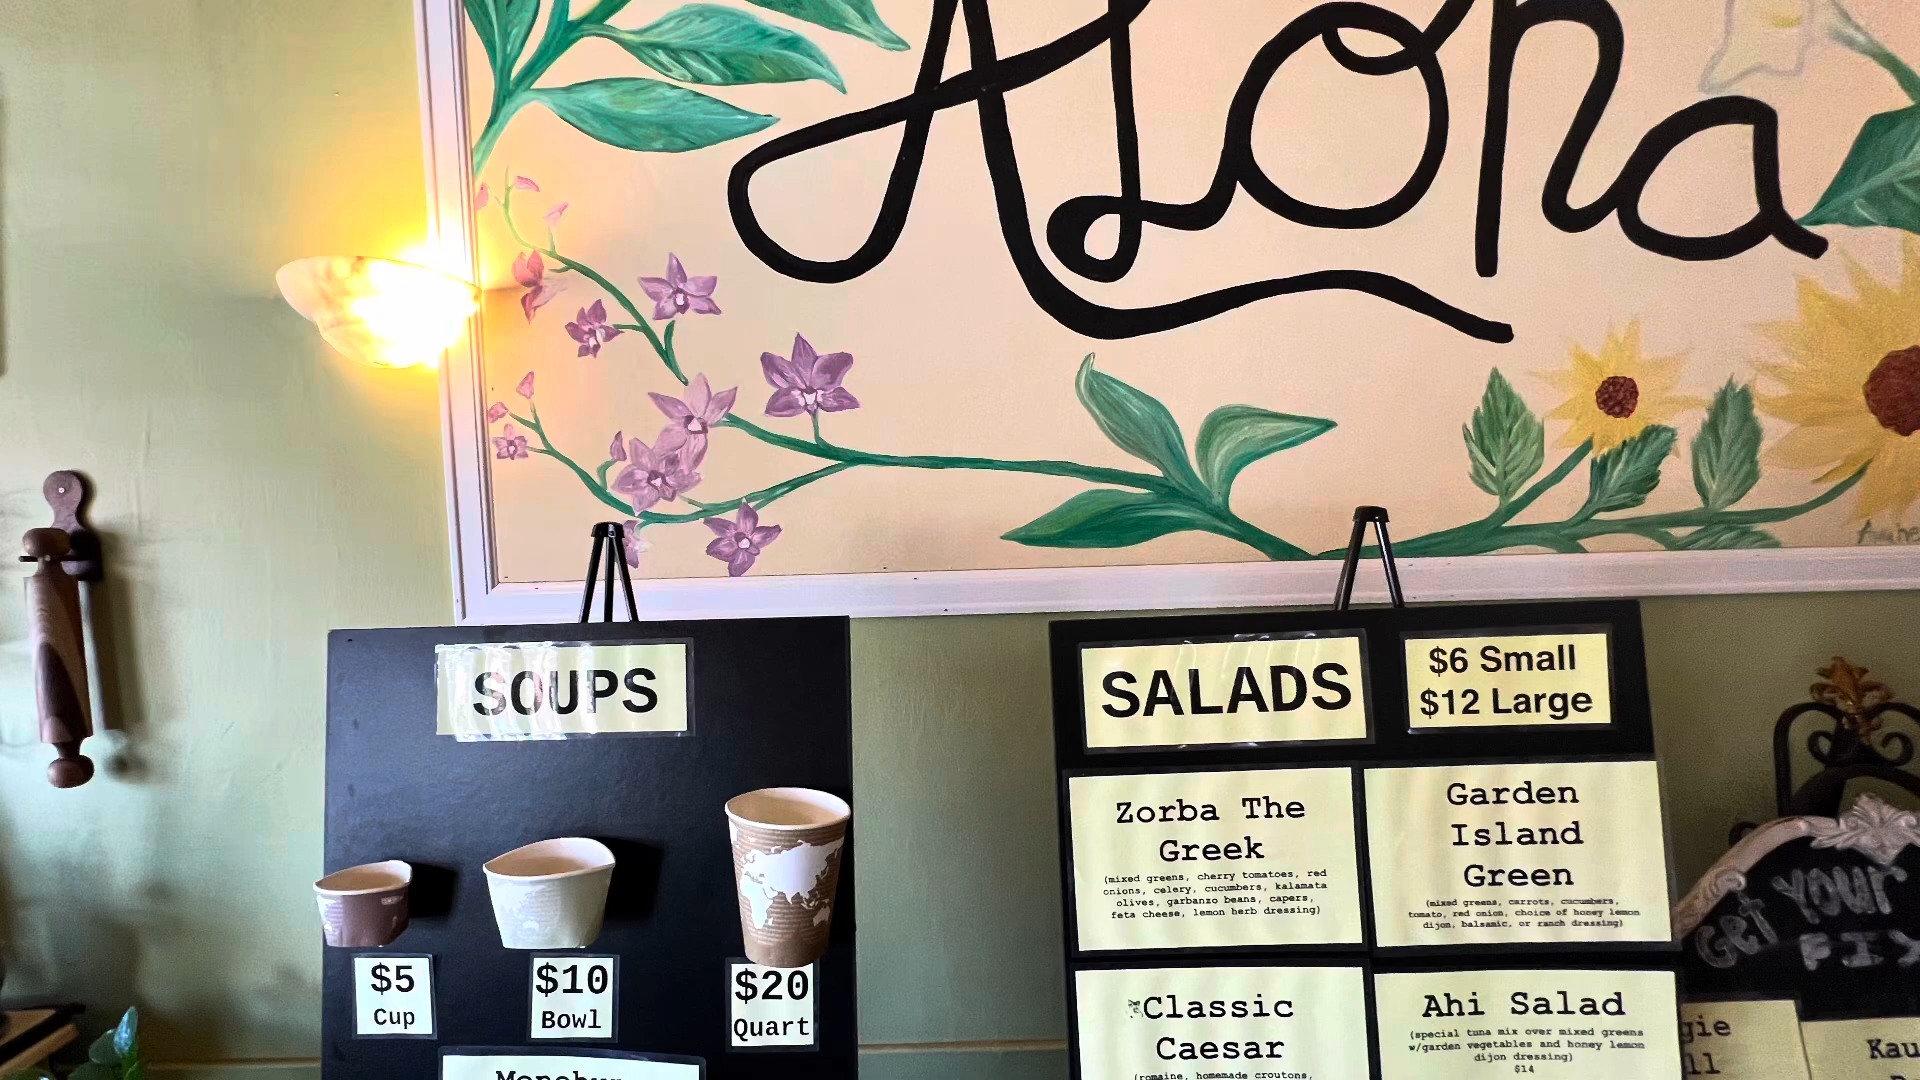 Aloha
SOUPS
$5
Cup
$10
Bowl
$20
Quart
SALADS
$6 Small
$12 Large
Zorba The
Greek
(mixed greens, cherry tomatoes, red
onions, celery, cucumbers, kalamata
olives, garbanzo beans, capers,
feta cheese, lemon herb dressing)
Garden
Island
Green
(mixed greens, carrots, cucumbers,
tomato, red onion, choice of honey lemon
dijon, balsamic, or ranch dressing)
Classic
Caesar
(romaine, homemade croutons,
Ahi Salad
(special tuna mix over mixed greens
w/garden vegetables and honey lemon
dijon dressing)
$14
GET YOUR
FIX